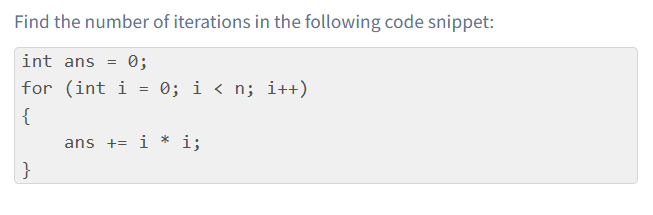 Find the number of iterations in the following code snippet:
int ans = 0;
for (int i = 0; i < n; i++)
{
    ans += i * i;
}